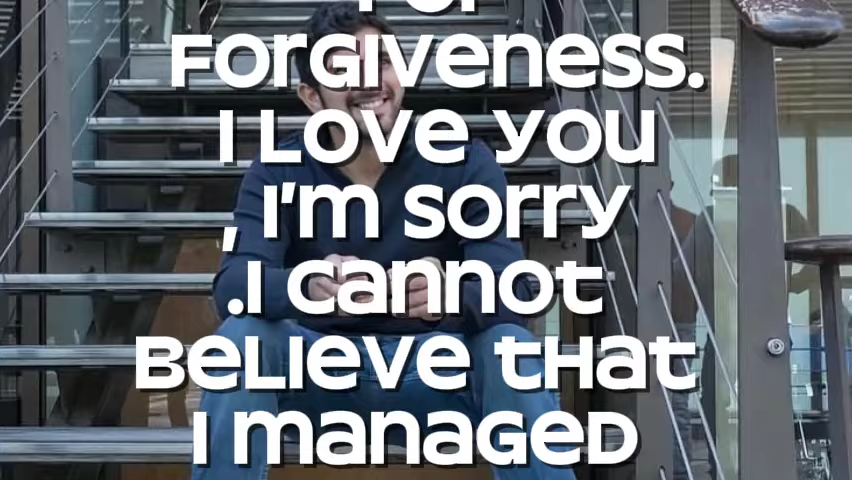 Forgiveness.
I Love you
, I'm sorry
.I cannot
Believe that
I managed